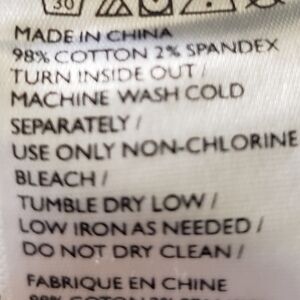 30
MADE IN CHINA
98% COTTON 2% SPANDEX
TURN INSIDE OUT /
MACHINE WASH COLD
SEPARATELY /
USE ONLY NON-CHLORINE
BLEACH /
TUMBLE DRY LOW /
LOW IRON AS NEEDED /
DO NOT DRY CLEAN /
FABRIQUE EN CHINE